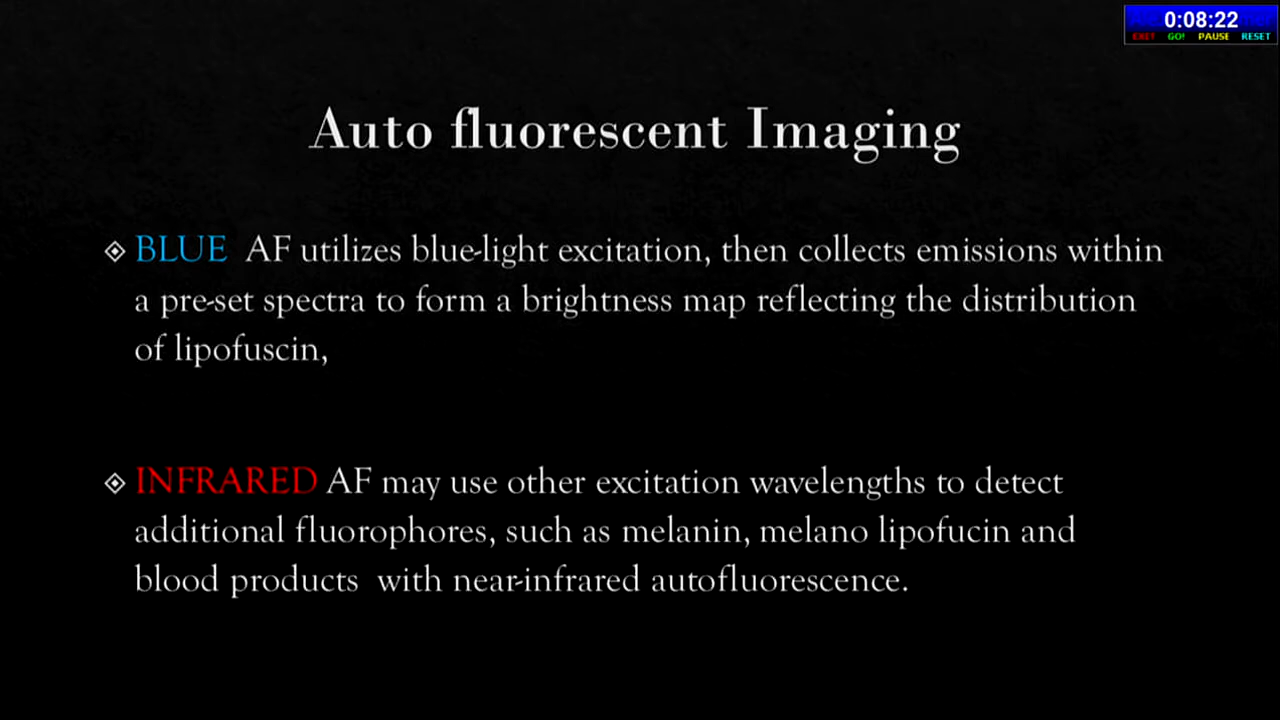 0:08:22
EXIT GO! PAUSE RESET
Auto fluorescent Imaging
BLUE AF utilizes blue-light excitation, then collects emissions within
a pre-set spectra to form a brightness map reflecting the distribution
of lipofuscin,
INFRARED AF may use other excitation wavelengths to detect
additional fluorophores, such as melanin, melano lipofucin and
blood products with near-infrared autofluorescence.